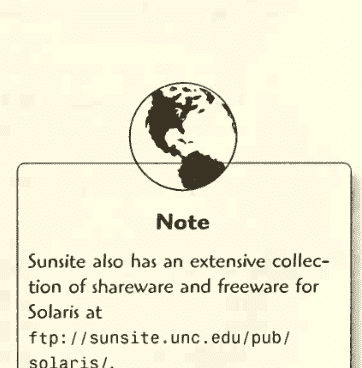 Note
Sunsite also has an extensive collec-
tion of shareware and freeware for
Solaris at
ftp://sunsite.unc.edu/pub/
solaris/.